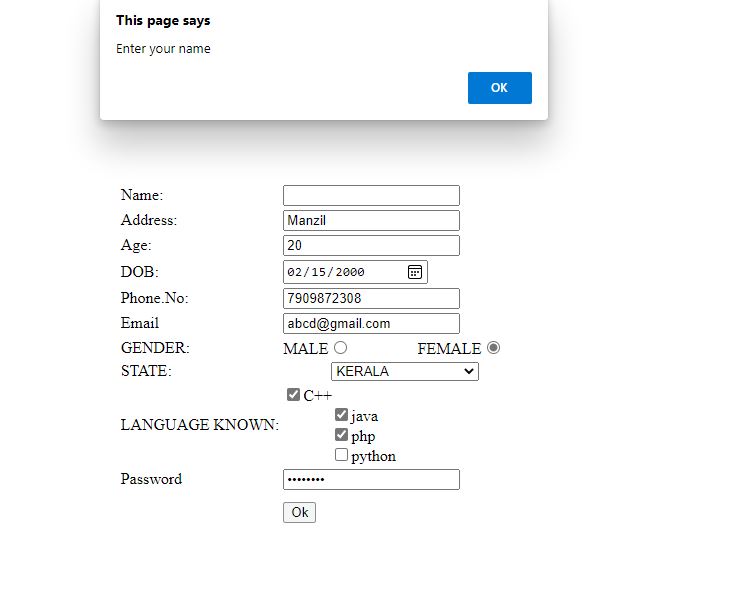 This page says
Enter your name
OK
Name:
Address: Manzil
Age: 20
DOB: 02/15/2000
Phone.No: 7909872308
Email abcd@gmail.com
GENDER: MALE FEMALE
STATE: KERALA
C++
java
LANGUAGE KNOWN:
php
python
Password ••••••••
Ok